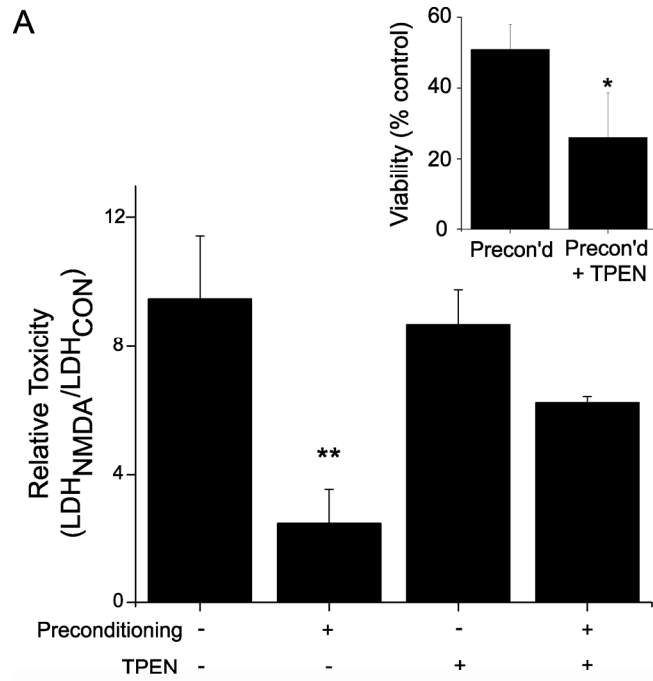 A
60
40
20
0
Viability (% control)
*
Precon'd
Precon'd
+ TPEN
12
8
4
0
Relative Toxicity
(LDHNMDA/LDHCON)
**
Preconditioning - + - +
TPEN - - + +